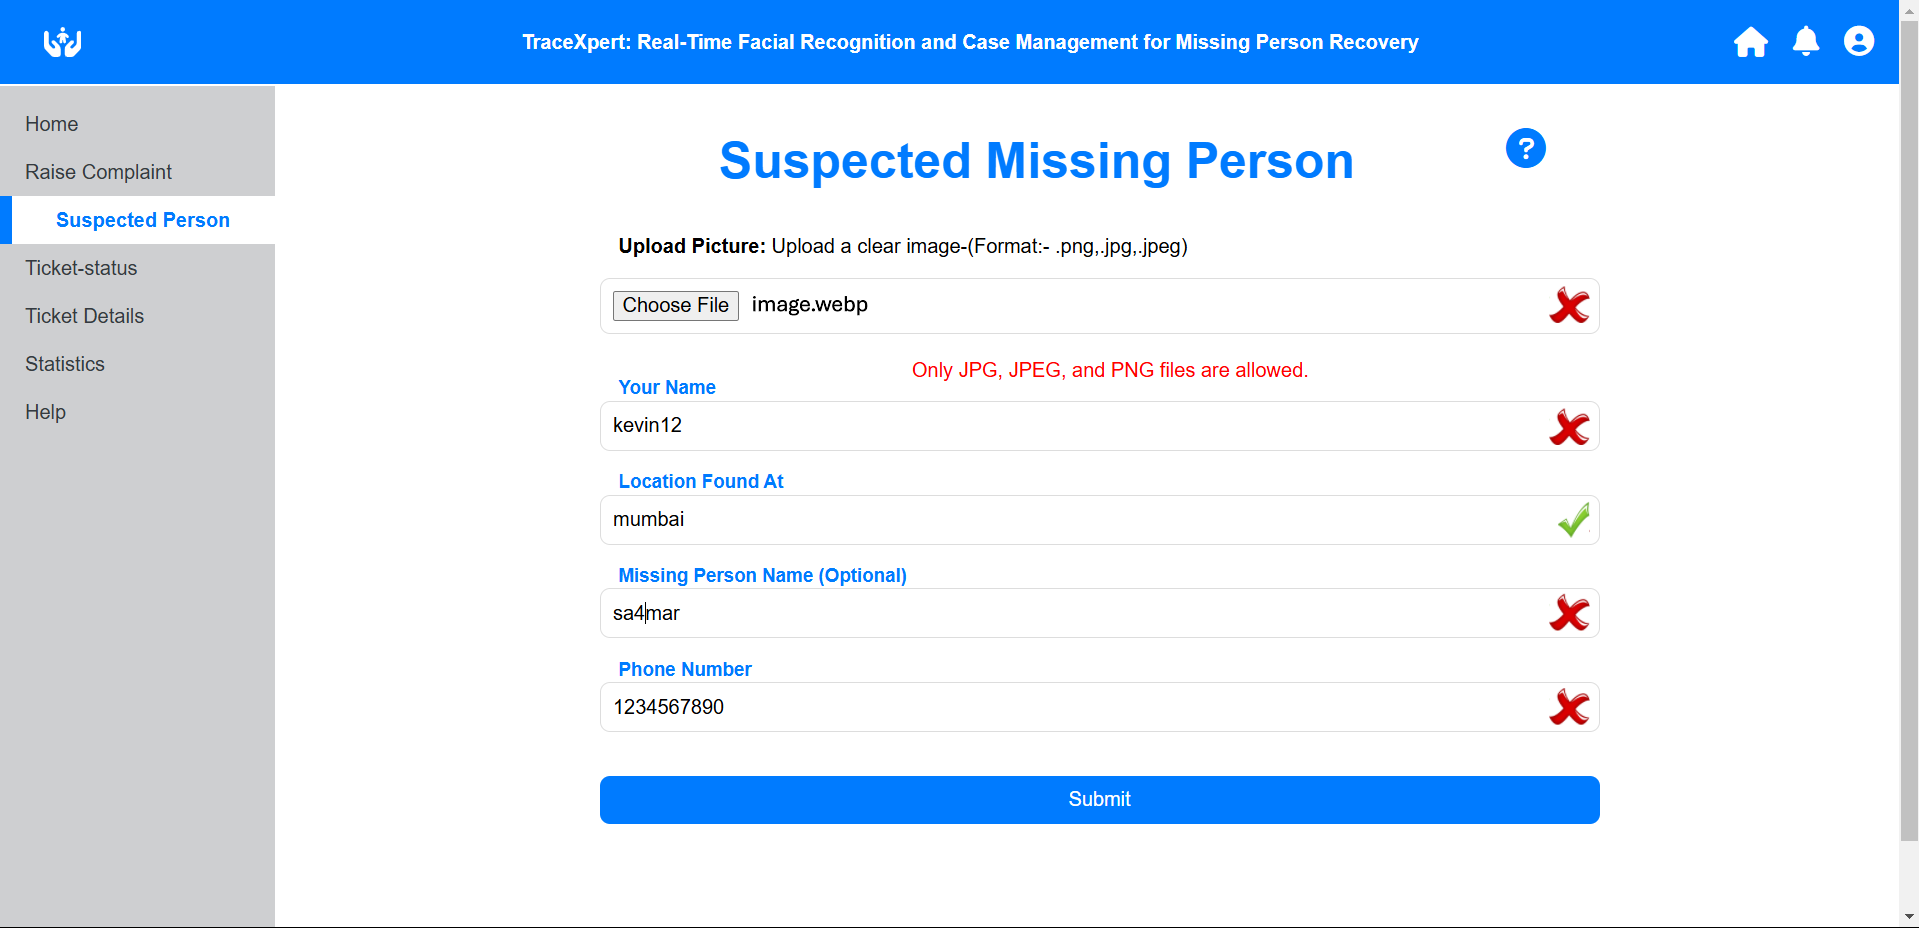 TraceXpert: Real-Time Facial Recognition and Case Management for Missing Person Recovery
Home
Raise Complaint
Suspected Person
Ticket-status
Ticket Details
Statistics
Help
Suspected Missing Person
?
Upload Picture: Upload a clear image-(Format:- .png,.jpg,.jpeg)
Choose File image.webp
Only JPG, JPEG, and PNG files are allowed.
Your Name
kevin12
Location Found At
mumbai
Missing Person Name (Optional)
sa4mar
Phone Number
1234567890
Submit